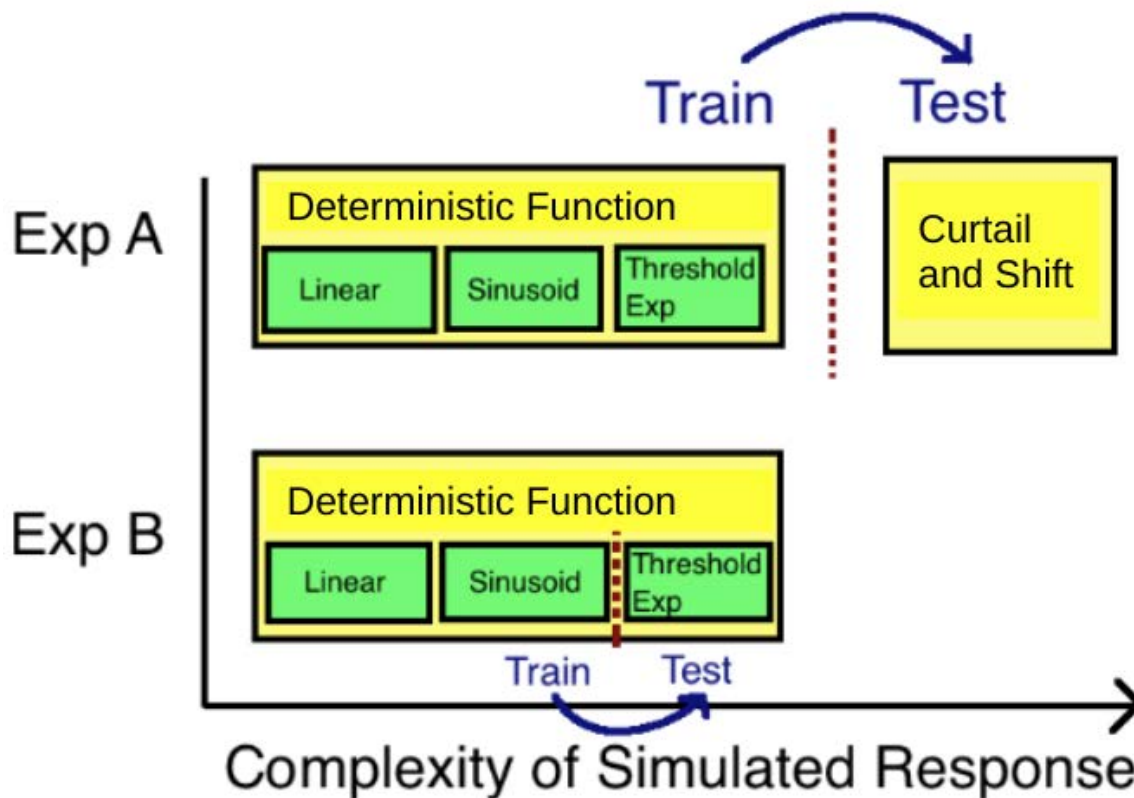 Train
Test
Exp A
Deterministic Function
Linear
Sinusoid
Threshold
Exp
Curtail
and Shift
Exp B
Deterministic Function
Linear
Sinusoid
Threshold
Exp
Train
Test
Complexity of Simulated Response